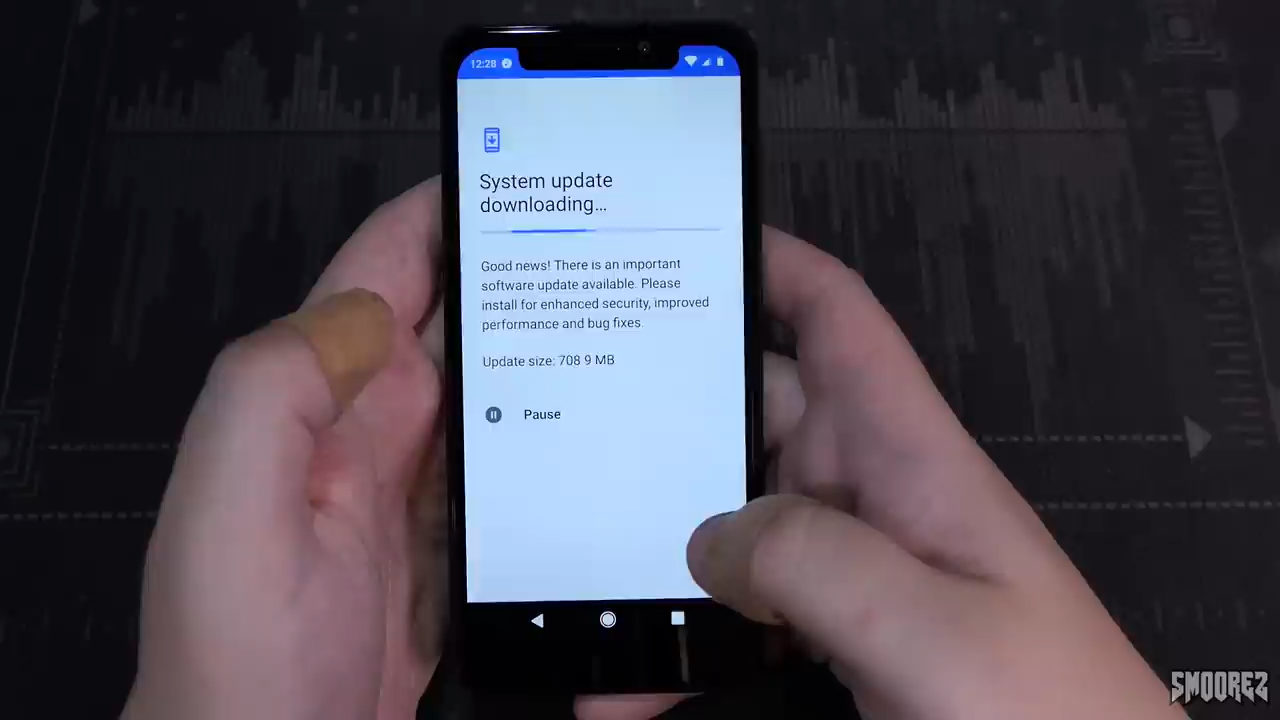 12:28
System update
downloading…
Good news! There is an important
software update available. Please
install for enhanced security, improved
performance and bug fixes.
Update size: 708 9 MB
Pause
SMOOREZ